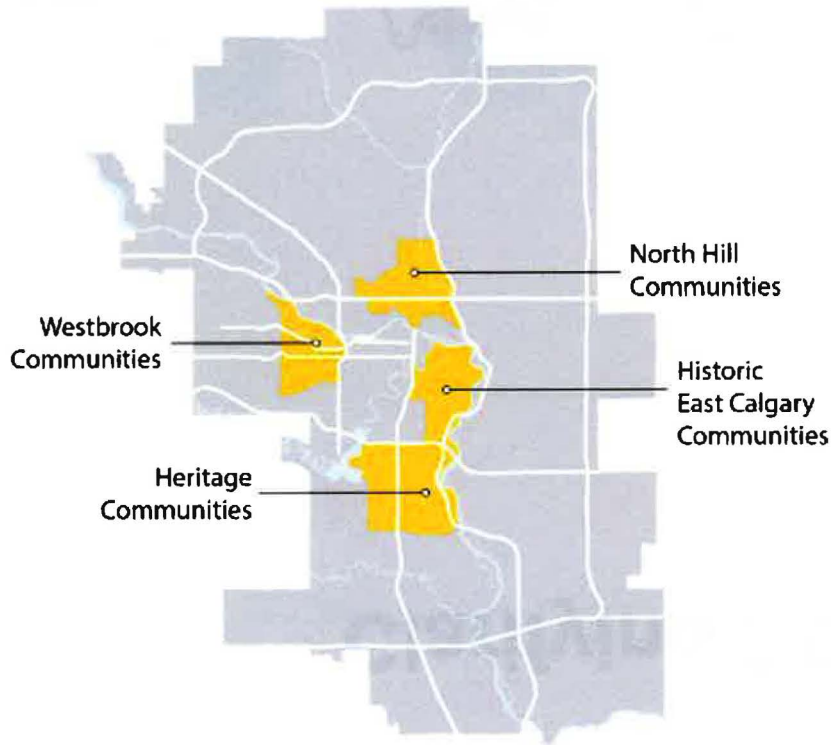 North Hill
Communities
Westbrook
Communities
Historic
East Calgary
Communities
Heritage
Communities